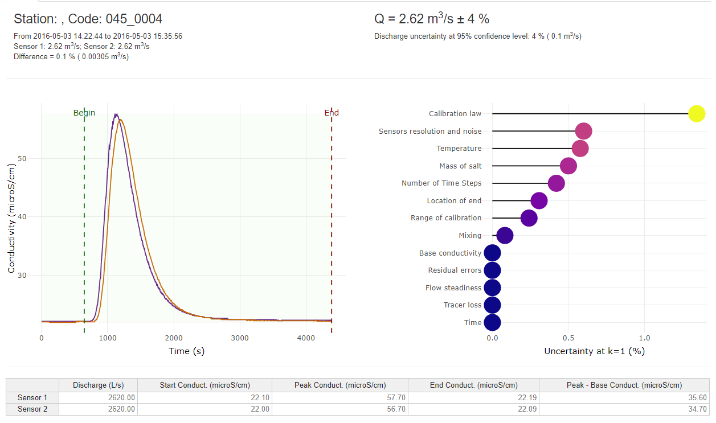 Station: , Code: 045_0004
From 2016-05-03 14.22.44 to 2016-05-03 15:35.56
Sensor 1: 2.62 m³/s; Sensor 2: 2.62 m³/s
Difference = 0.1 % ( 0.00305 m³/s)
Q = 2.62 m³/s ± 4 %
Discharge uncertainty at 95% confidence level: 4 % ( 0.1 m³/s)
Begin
End
Conductivity (microS/cm)
50
40
30
0 1000 2000 3000 4000
Time (s)
Calibration law
Sensors resolution and noise
Temperature
Mass of salt
Number of Time Steps
Location of end
Range of calibration
Mixing
Base conductivity
Residual errors
Flow steadiness
Tracer loss
Time
0.0 0.5 1.0
Uncertainty at k=1 (%)
Discharge (L/s) Start Conduct. (microS/cm) Peak Conduct. (microS/cm) End Conduct. (microS/cm) Peak - Base Conduct. (microS/cm)
Sensor 1 2620.00 22.10 57.70 22.19 35.60
Sensor 2 2620.00 22.00 56.70 22.09 34.70